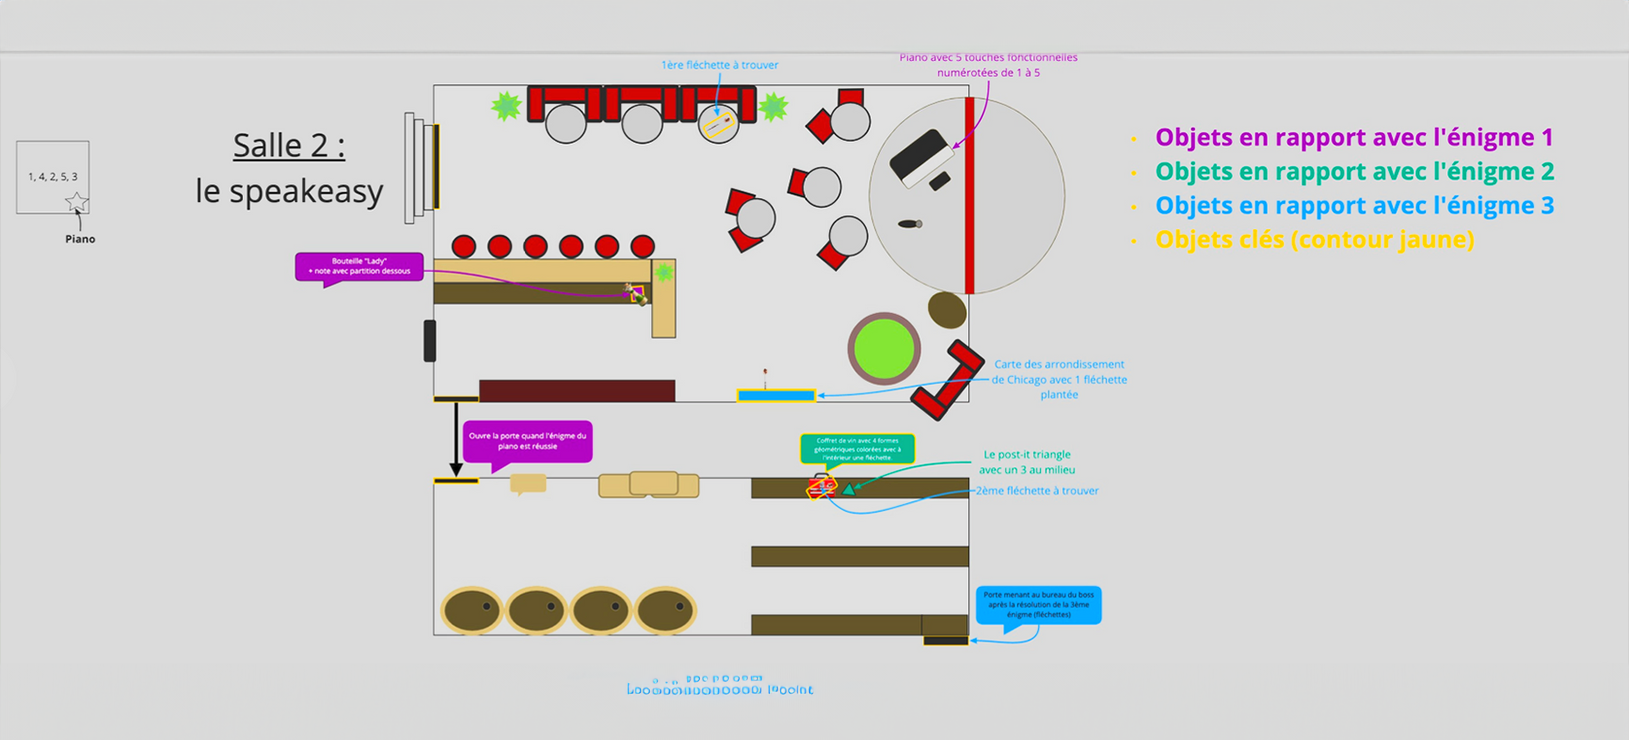 Piano avec 5 touches fonctionnelles
numérotées de 1 à 5
1ère fléchette à trouver
Salle 2 :
le speakeasy
1, 4, 2, 5, 3
Piano
Objets en rapport avec l'énigme 1
Objets en rapport avec l'énigme 2
Objets en rapport avec l'énigme 3
Objets clés (contour jaune)
Bouteille "Lady"
+ note avec partition dessous
Carte des arrondissement
de Chicago avec 1 fléchette
plantée
Ouvre la porte quand l'énigme du
piano est réussie
Coffret de vin avec 4 formes
géométriques colorées avec à
l'intérieur une fléchette
Le post-it triangle
avec un 3 au milieu
2ème fléchette à trouver
Porte menant au bureau du boss
après la résolution de la 3ème
énigme (fléchettes)